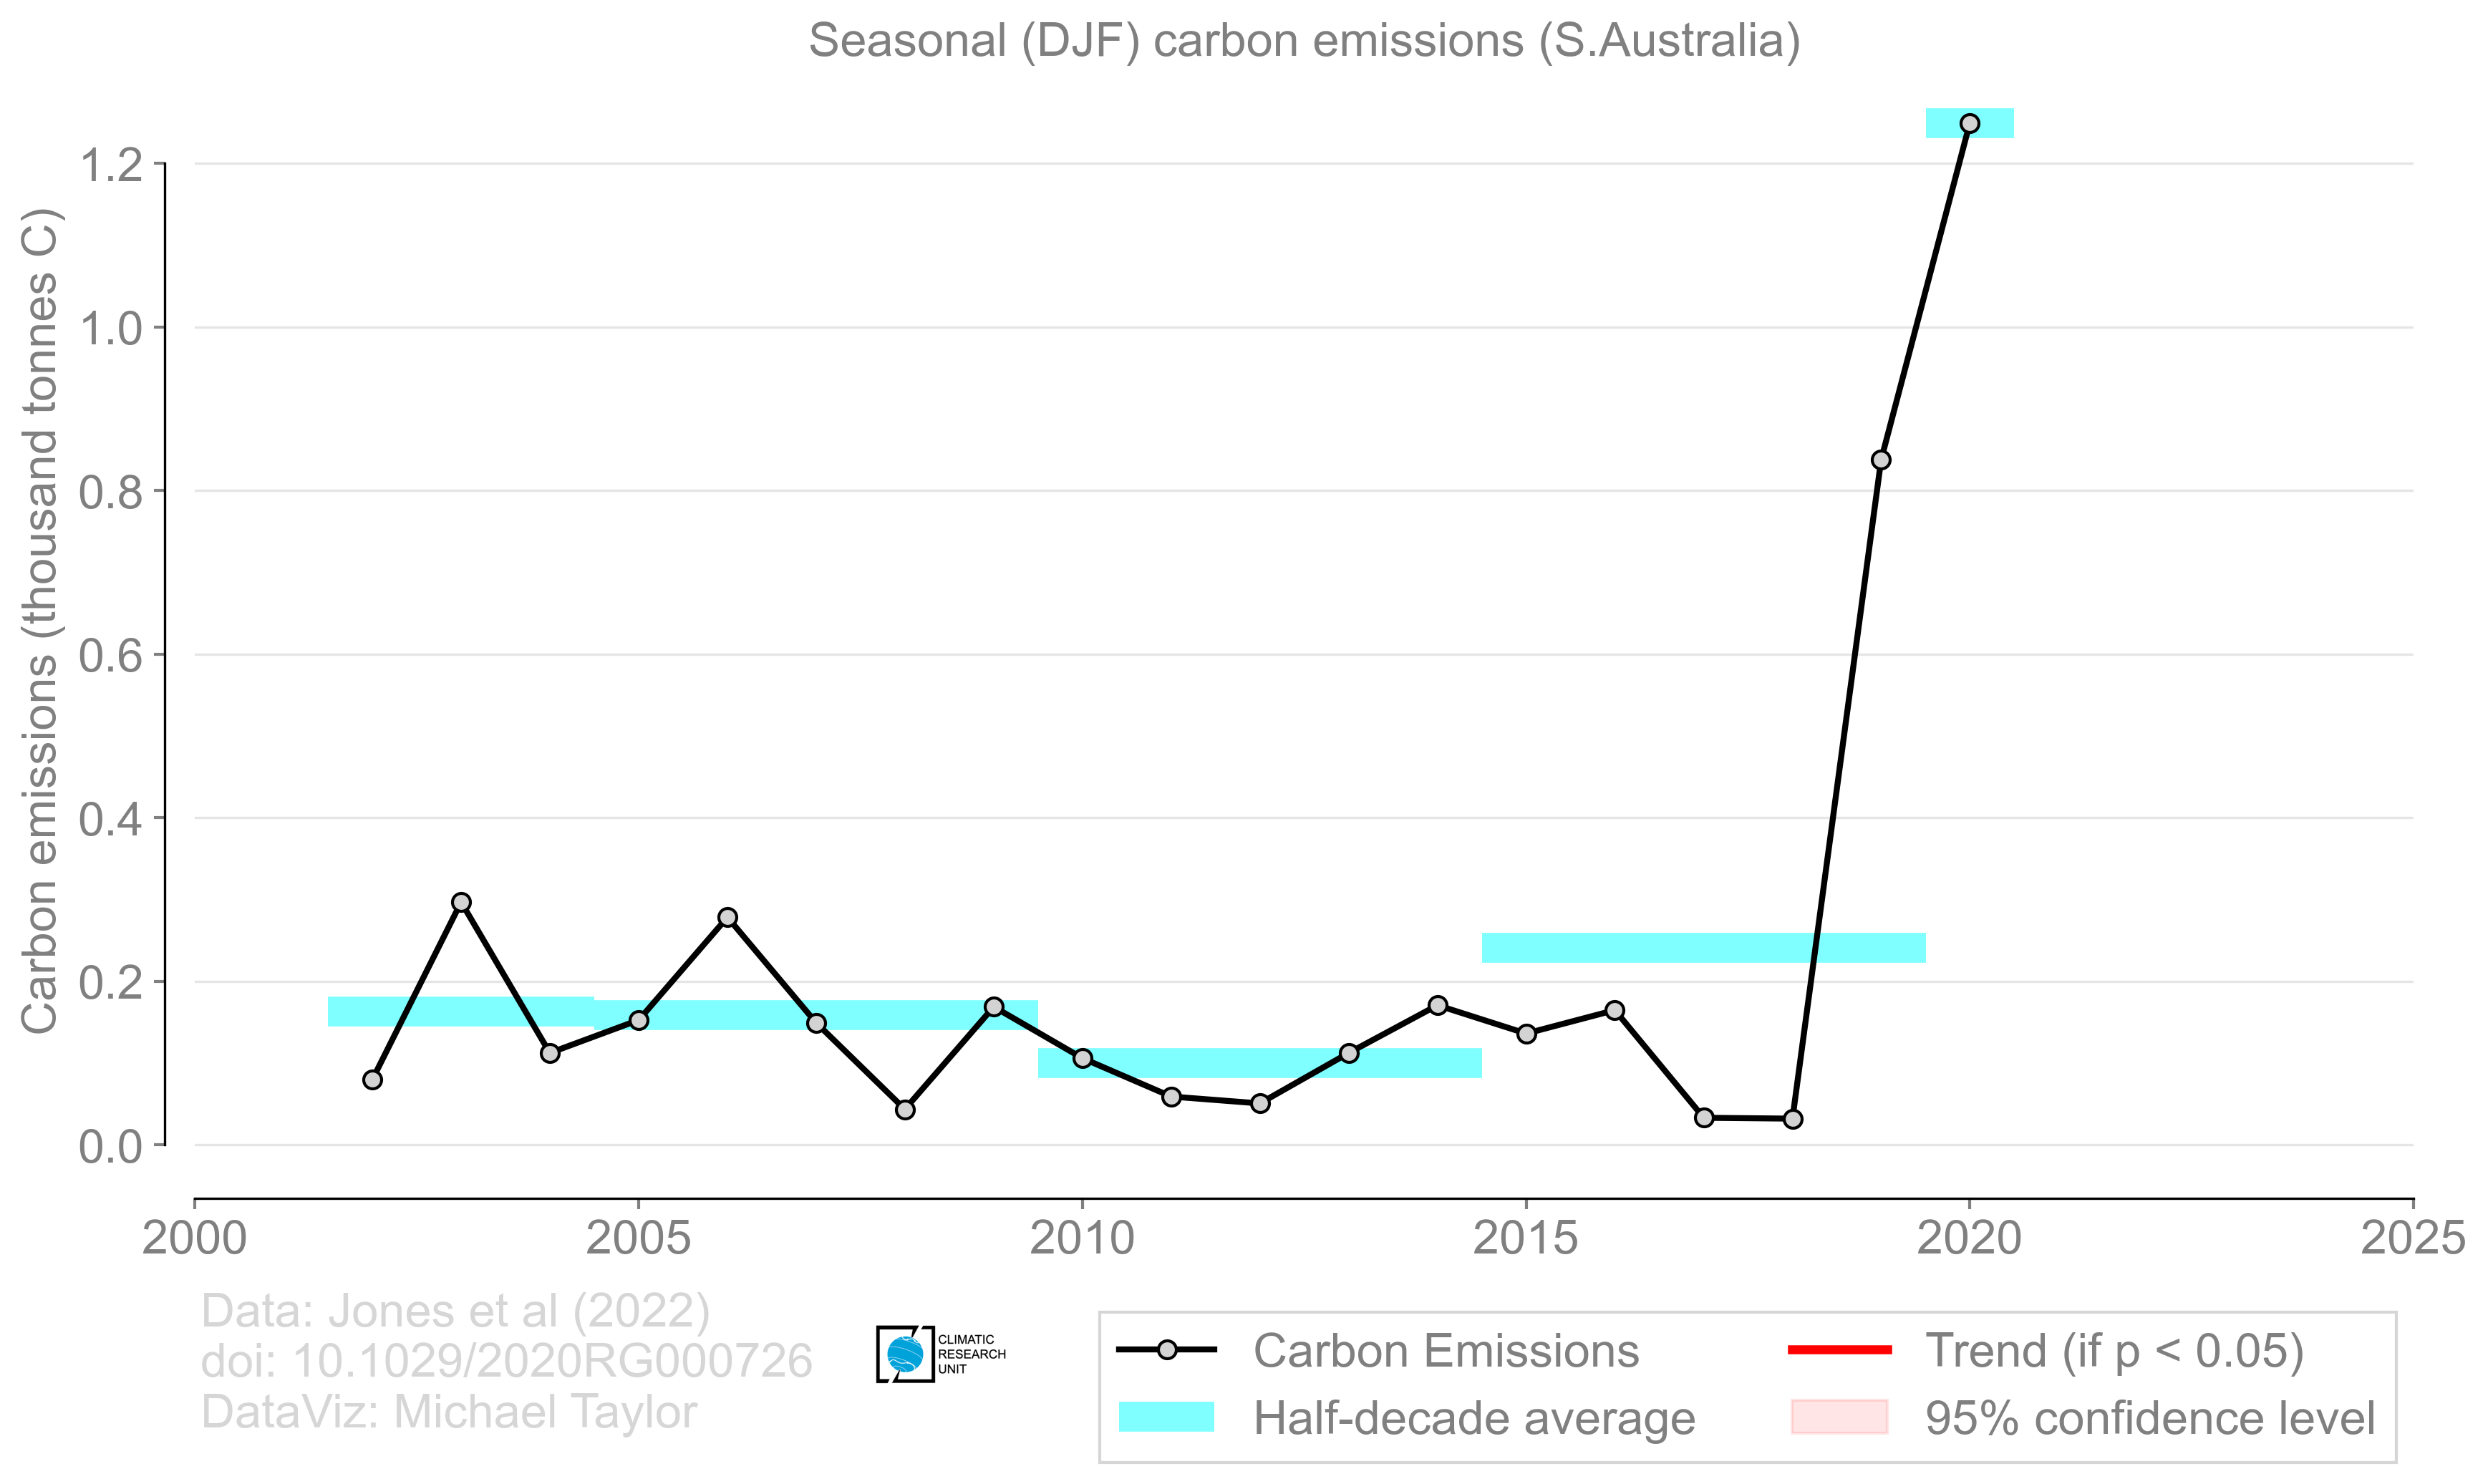 Seasonal (DJF) carbon emissions (S.Australia)
Carbon emissions (thousand tonnes C)
1.2
1.0
0.8
0.6
0.4
0.2
0.0
2000 2005 2010 2015 2020 2025
Data: Jones et al (2022)
doi: 10.1029/2020RG000726
DataViz: Michael Taylor
CLIMATIC
RESEARCH
UNIT
Carbon Emissions
Half-decade average
Trend (if p < 0.05)
95% confidence level